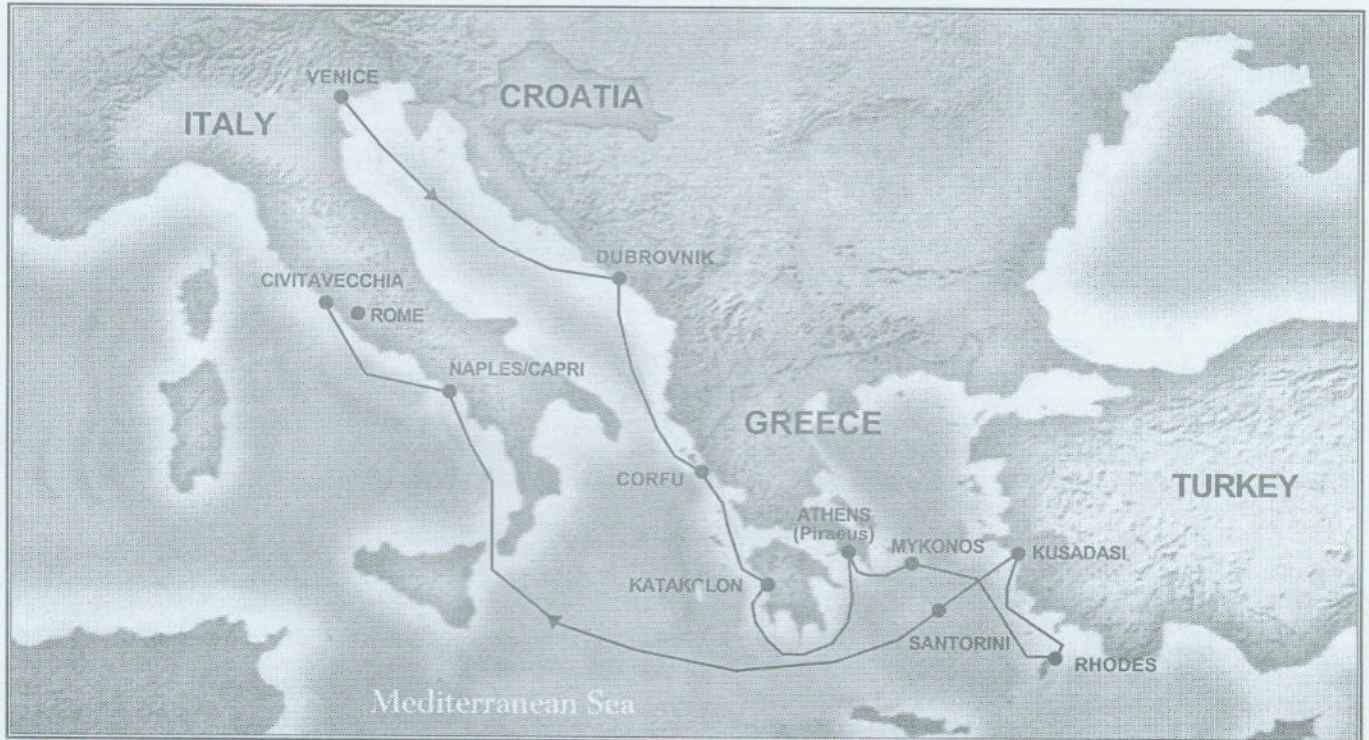 VENICE
CROATIA
ITALY
DUBROVNIK
CIVITAVECCHIA
ROME
NAPLES/CAPRI
GREECE
CORFU
TURKEY
ATHENS
(Piraeus)
MYKONOS
KUSADASI
KATAKOLON
SANTORINI
RHODES
Mediterranean Sea